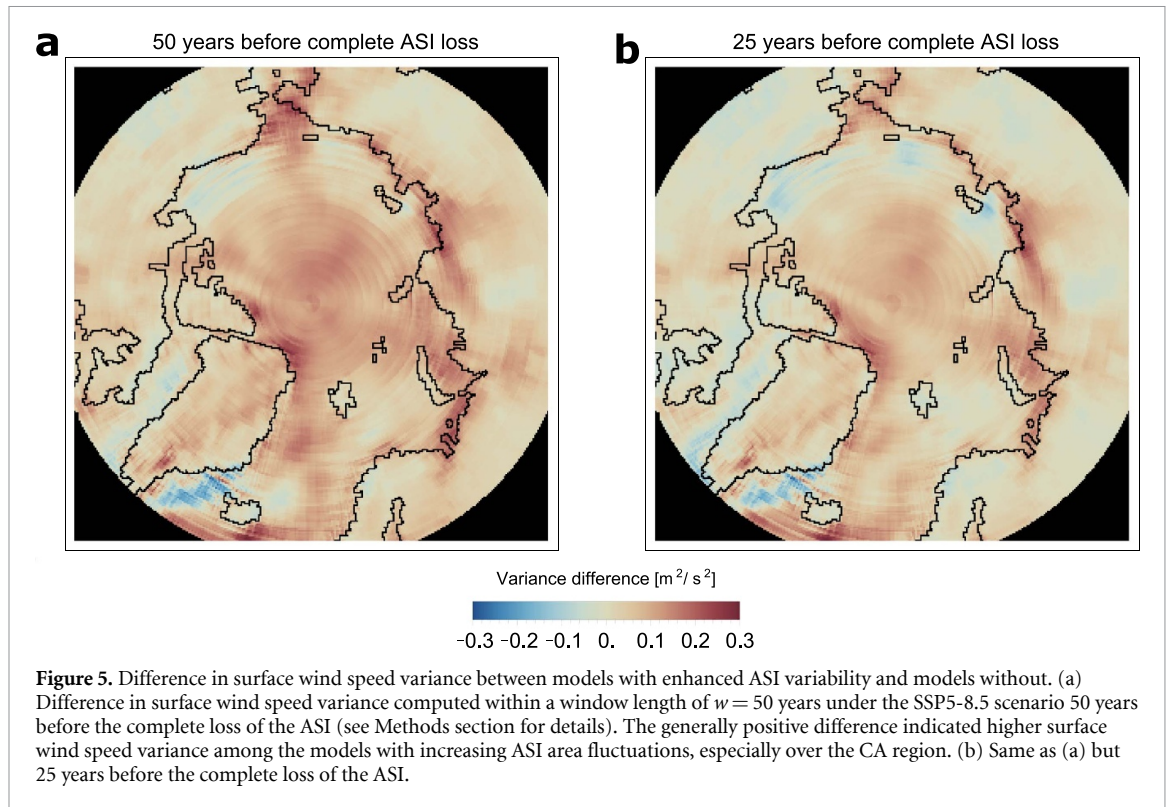 a
50 years before complete ASI loss
b
25 years before complete ASI loss
Variance difference [m²/ s²]
−0.3 −0.2 −0.1 0. 0.1 0.2 0.3
Figure 5. Difference in surface wind speed variance between models with enhanced ASI variability and models without. (a)
Difference in surface wind speed variance computed within a window length of w = 50 years under the SSP5-8.5 scenario 50 years
before the complete loss of the ASI (see Methods section for details). The generally positive difference indicated higher surface
wind speed variance among the models with increasing ASI area fluctuations, especially over the CA region. (b) Same as (a) but
25 years before the complete loss of the ASI.